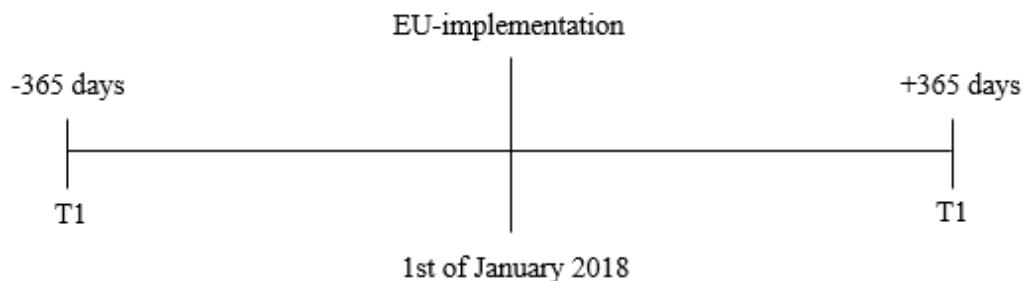 EU-implementation
-365 days
+365 days
T1
T1
1st of January 2018